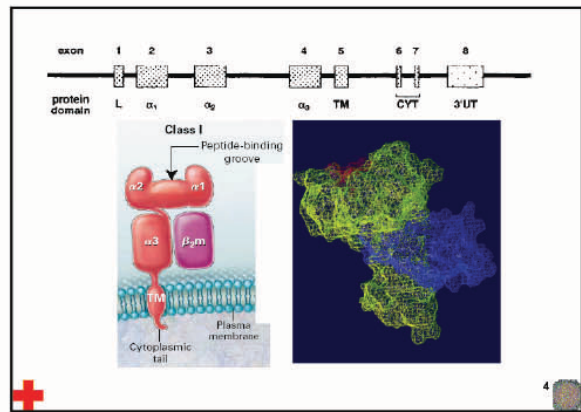 exon 1 2 3 4 5 6 7 8
protein domain L α1 α2 α3 TM CYT 3'UT
Class I
Peptide-binding
groove
α2 α1
α3 β2m
TM
Plasma
membrane
Cytoplasmic
tail
4